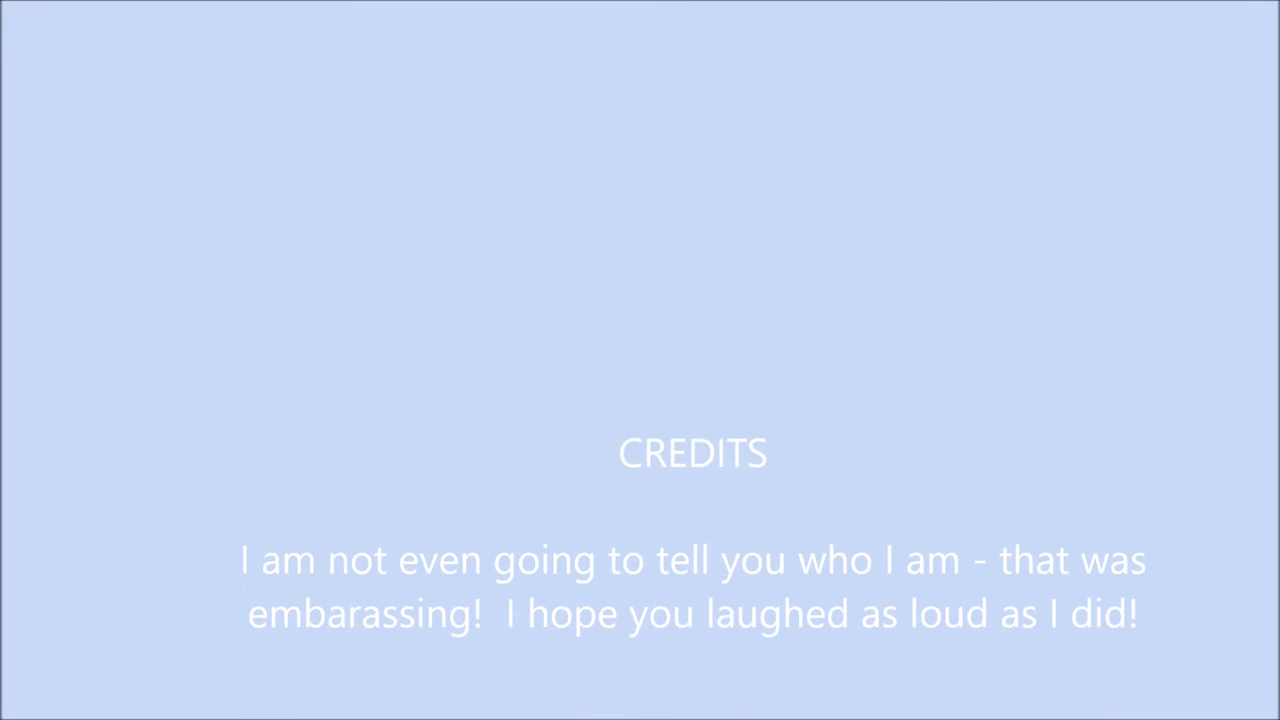 CREDITS
I am not even going to tell you who I am - that was
embarassing!  I hope you laughed as loud as I did!